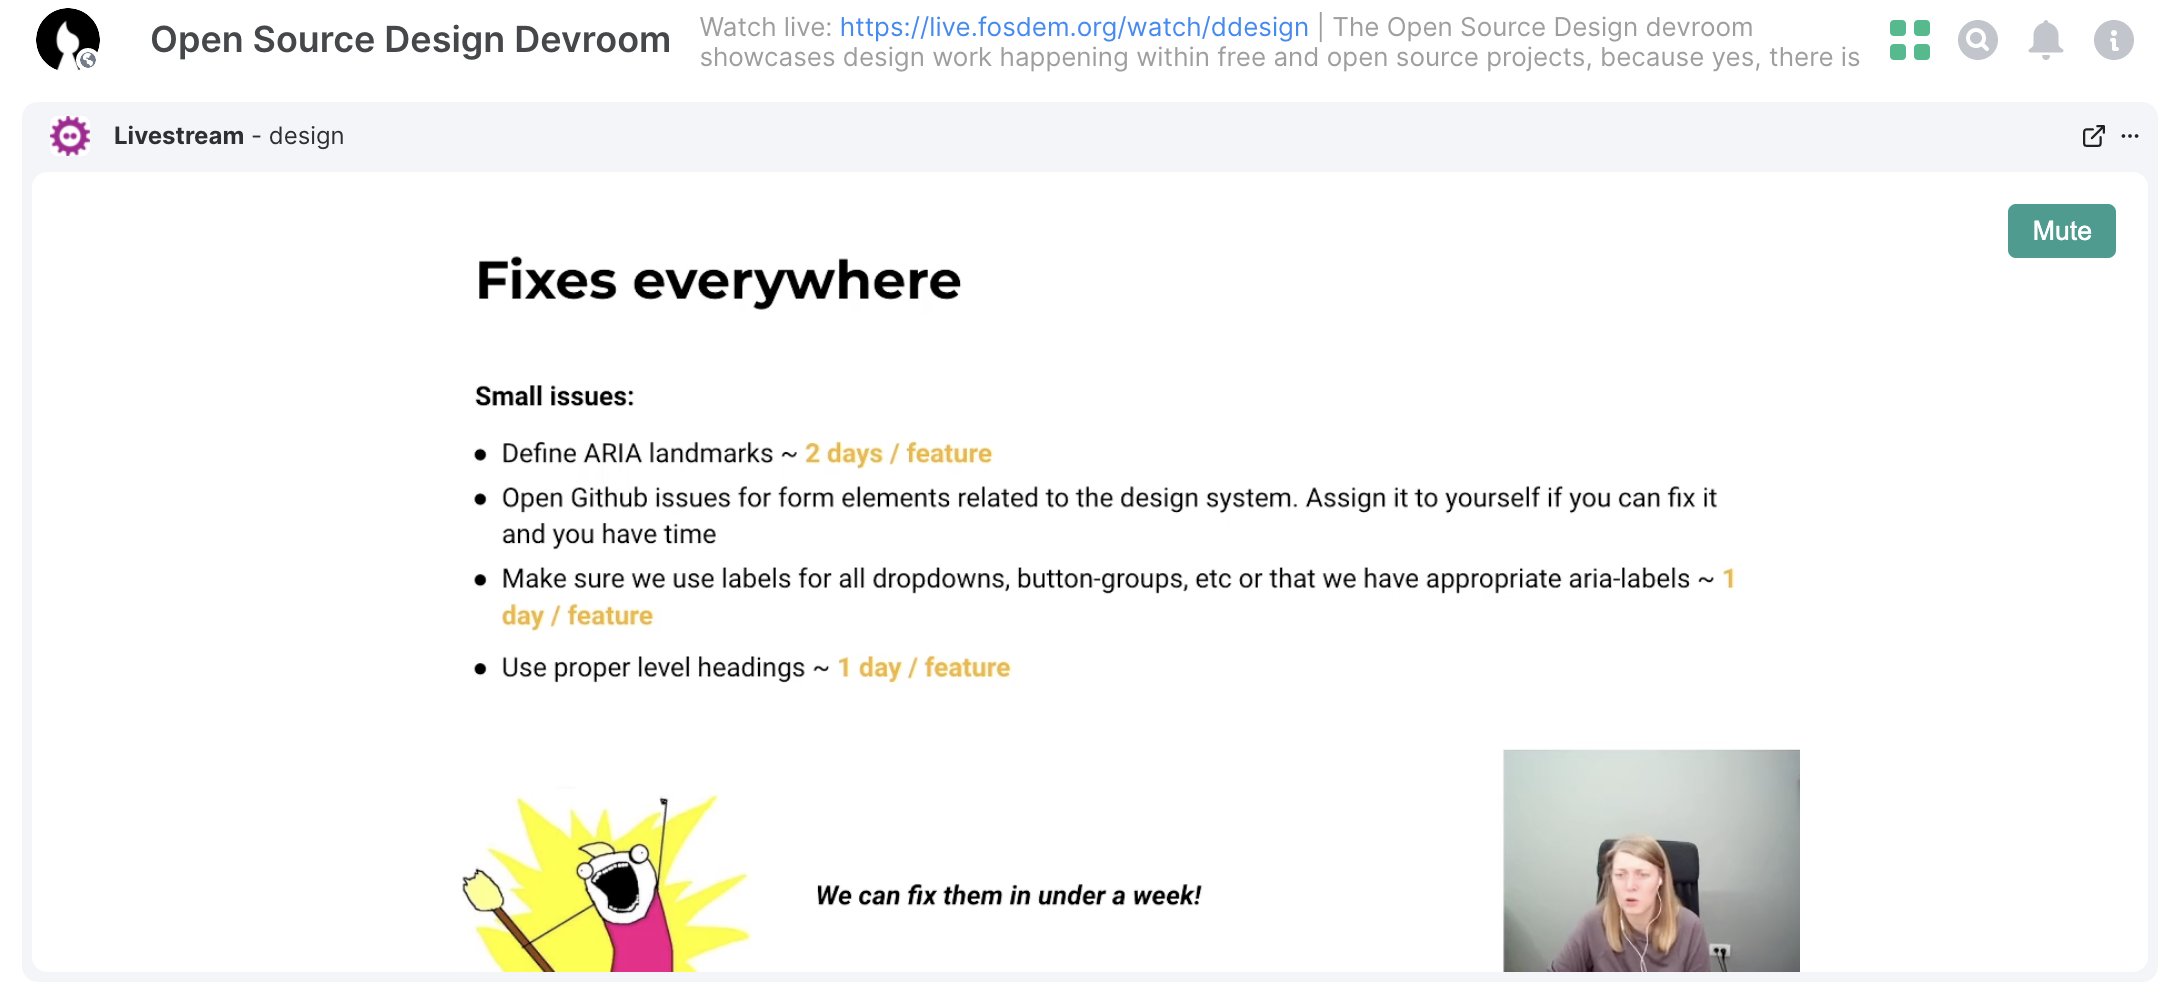 Open Source Design Devroom
Watch live: https://live.fosdem.org/watch/ddesign | The Open Source Design devroom
showcases design work happening within free and open source projects, because yes, there is
Livestream - design
Mute
Fixes everywhere
Small issues:
● Define ARIA landmarks ~ 2 days / feature
● Open Github issues for form elements related to the design system. Assign it to yourself if you can fix it
and you have time
● Make sure we use labels for all dropdowns, button-groups, etc or that we have appropriate aria-labels ~ 1
day / feature
● Use proper level headings ~ 1 day / feature
We can fix them in under a week!